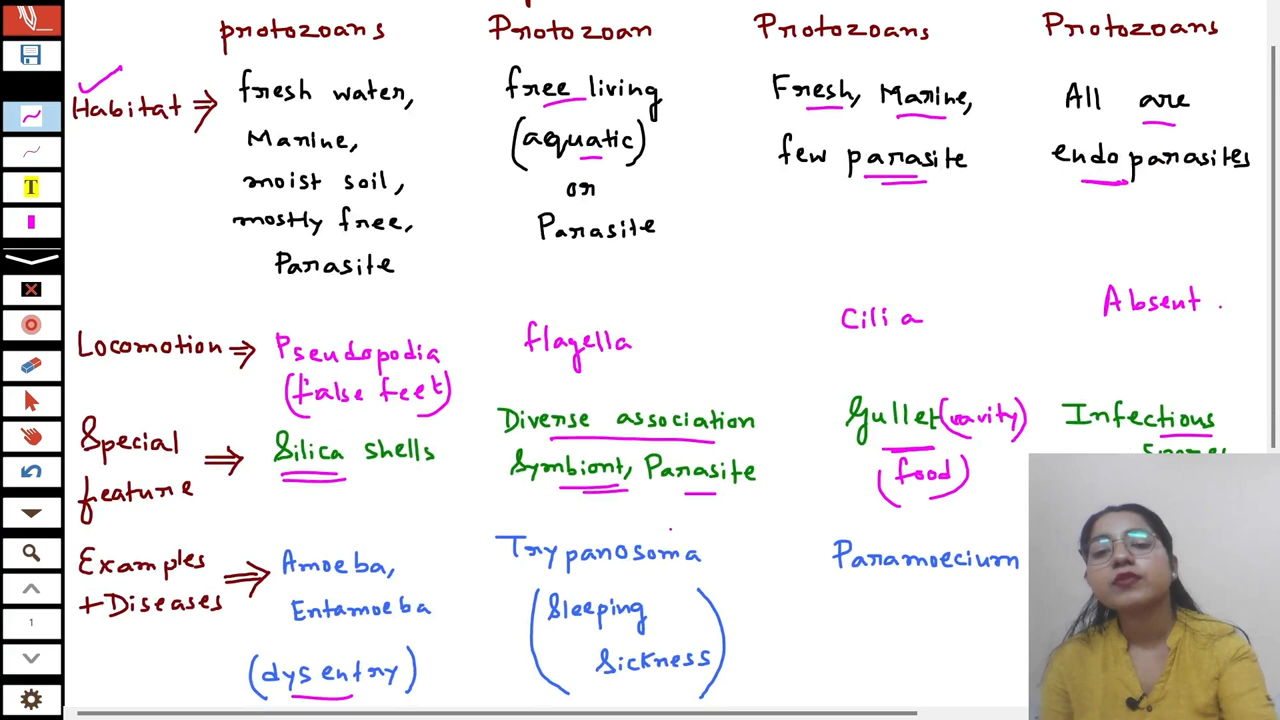 protozoans Protozoan Protozoans Protozoans
Habitat ⇒ fresh water, free living Fresh, Marine, All are
Marine, (aquatic) few parasite endoparasites
moist soil, or
mostly free, Parasite
Parasite
Locomotion ⇒ Pseudopodia flagella Cilia Absent.
(false feet)
Special feature ⇒ Silica shells Diverse association Gullet (cavity) Infectious
Symbiont, Parasite (food)
Examples + Diseases ⇒ Amoeba, Trypanosoma Paramoecium
Entamoeba (Sleeping
(dysentry) Sickness)
T
1